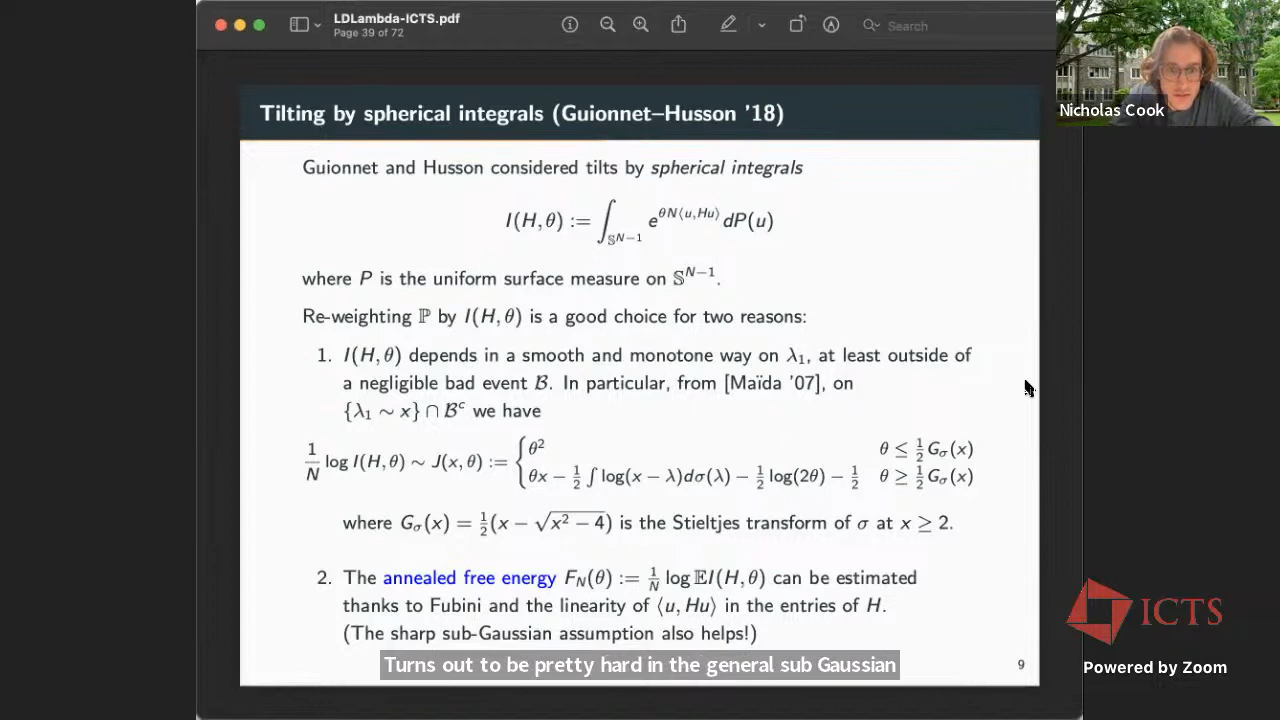 LDLambda-ICTS.pdf
Page 39 of 72
Search
Nicholas Cook
Tilting by spherical integrals (Guionnet–Husson '18)
Guionnet and Husson considered tilts by spherical integrals
I(H, θ) := ∫_{𝕊^{N−1}} e^{θN⟨u,Hu⟩} dP(u)
where P is the uniform surface measure on 𝕊^{N−1}.
Re-weighting ℙ by I(H, θ) is a good choice for two reasons:
1. I(H, θ) depends in a smooth and monotone way on λ₁, at least outside of
a negligible bad event ℬ. In particular, from [Maïda '07], on
{λ₁ ∼ x} ∩ ℬᶜ we have
1/N log I(H, θ) ∼ J(x, θ) := { θ² θ ≤ ½ G_σ(x)
θx − ½ ∫ log(x − λ)dσ(λ) − ½ log(2θ) − ½ θ ≥ ½ G_σ(x)
where G_σ(x) = ½(x − √(x² − 4)) is the Stieltjes transform of σ at x ≥ 2.
2. The annealed free energy F_N(θ) := 1/N log 𝔼I(H, θ) can be estimated
thanks to Fubini and the linearity of ⟨u, Hu⟩ in the entries of H.
(The sharp sub-Gaussian assumption also helps!)
Turns out to be pretty hard in the general sub Gaussian
9
ICTS
Powered by Zoom